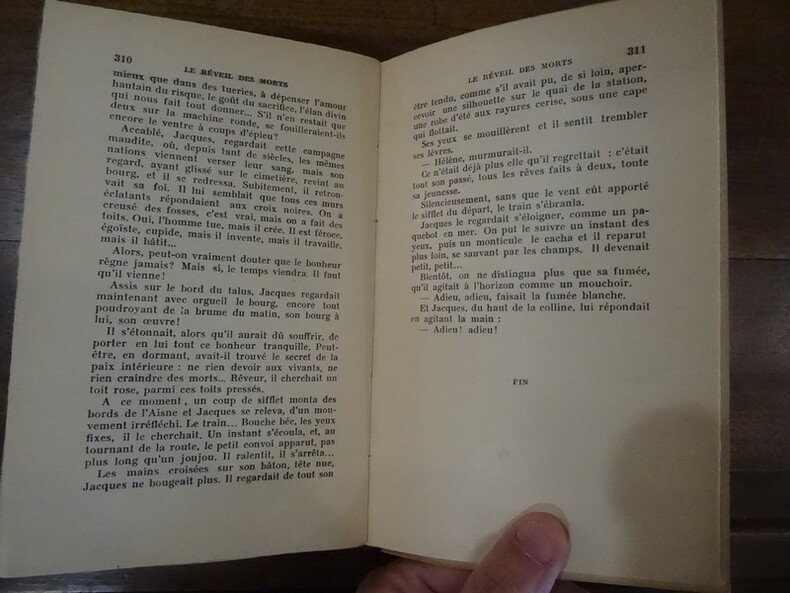 310
LE RÉVEIL DES MORTS
mieux que dans des tueries, à dépenser l'amour
hautain du risque, le goût du sacrifice, l'élan divin
qui nous fait tout donner... S'il n'en restait que
deux sur la machine ronde, se fouilleraient-ils
encore le ventre à coups d'épieu?
Accablé, Jacques, regardait cette campagne
maudite, où, depuis tant de siècles, les mêmes
nations viennent verser leur sang, mais son
regard, ayant glissé sur le cimetière, revint au
bourg, et il se redressa. Subitement, il retrou-
vait sa foi. Il lui semblait que tous ces murs
éclatants répondaient aux croix noires. On a
creusé des fosses, c'est vrai, mais on a fait des
toits. Oui, l'homme tue, mais il crée. Il est féroce,
égoïste, cupide, mais il invente, mais il travaille,
mais il bâtit...
Alors, peut-on vraiment douter que le bonheur
règne jamais? Mais si, le temps viendra. Il faut
qu'il vienne!
Assis sur le bord du talus, Jacques regardait
maintenant avec orgueil le bourg, encore tout
poudroyant de la brume du matin, son bourg à
lui, son œuvre!
Il s'étonnait, alors qu'il aurait dû souffrir, de
porter en lui tout ce bonheur tranquille. Peut-
être, en dormant, avait-il trouvé le secret de la
paix intérieure : ne rien devoir aux vivants, ne
rien craindre des morts... Rêveur, il cherchait un
toit rose, parmi ces toits pressés.
A ce moment, un coup de sifflet monta des
bords de l'Aisne et Jacques se releva, d'un mou-
vement irréfléchi. Le train... Bouche bée, les yeux
fixes, il le cherchait. Un instant s'écoula, et, au
tournant de la route, le petit convoi apparut, pas
plus long qu'un joujou. Il ralentit, il s'arrêta...
Les mains croisées sur son bâton, tête nue,
Jacques ne bougeait plus. Il regardait de tout son
LE RÉVEIL DES MORTS
311
être tendu, comme s'il avait pu, de si loin, aper-
cevoir une silhouette sur le quai de la station,
une robe d'été aux rayures cerise, sous une cape
qui flottait.
Ses yeux se mouillèrent et il sentit trembler
ses lèvres.
— Hélène, murmurait-il.
Ce n'était déjà plus elle qu'il regrettait : c'était
tout son passé, tous les rêves faits à deux, toute
sa jeunesse.
Silencieusement, sans que le vent eût apporté
le sifflet du départ, le train s'ébranla.
Jacques le regardait s'éloigner, comme un pa-
quebot en mer. On put le suivre un instant des
yeux, puis un monticule le cacha et il reparut
plus loin, se sauvant par les champs. Il devenait
petit, petit...
Bientôt, on ne distingua plus que sa fumée,
qu'il agitait à l'horizon comme un mouchoir.
— Adieu, adieu, faisait la fumée blanche.
Et Jacques, du haut de la colline, lui répondait
en agitant la main :
— Adieu! adieu!
FIN